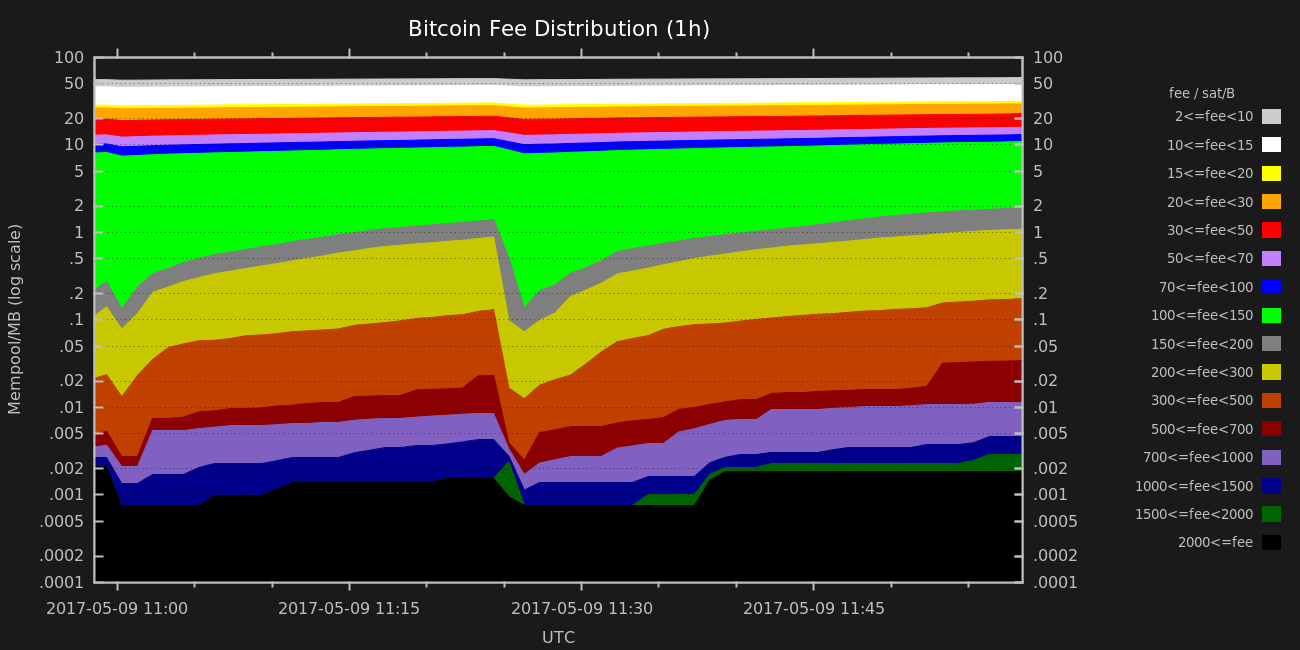 Bitcoin Fee Distribution (1h)
Mempool/MB (log scale)
100
50
20
10
5
2
1
.5
.2
.1
.05
.02
.01
.005
.002
.001
.0005
.0002
.0001
100
50
20
10
5
2
1
.5
.2
.1
.05
.02
.01
.005
.002
.001
.0005
.0002
.0001
2017-05-09 11:00 2017-05-09 11:15 2017-05-09 11:30 2017-05-09 11:45
UTC
fee / sat/B
2<=fee<10
10<=fee<15
15<=fee<20
20<=fee<30
30<=fee<50
50<=fee<70
70<=fee<100
100<=fee<150
150<=fee<200
200<=fee<300
300<=fee<500
500<=fee<700
700<=fee<1000
1000<=fee<1500
1500<=fee<2000
2000<=fee